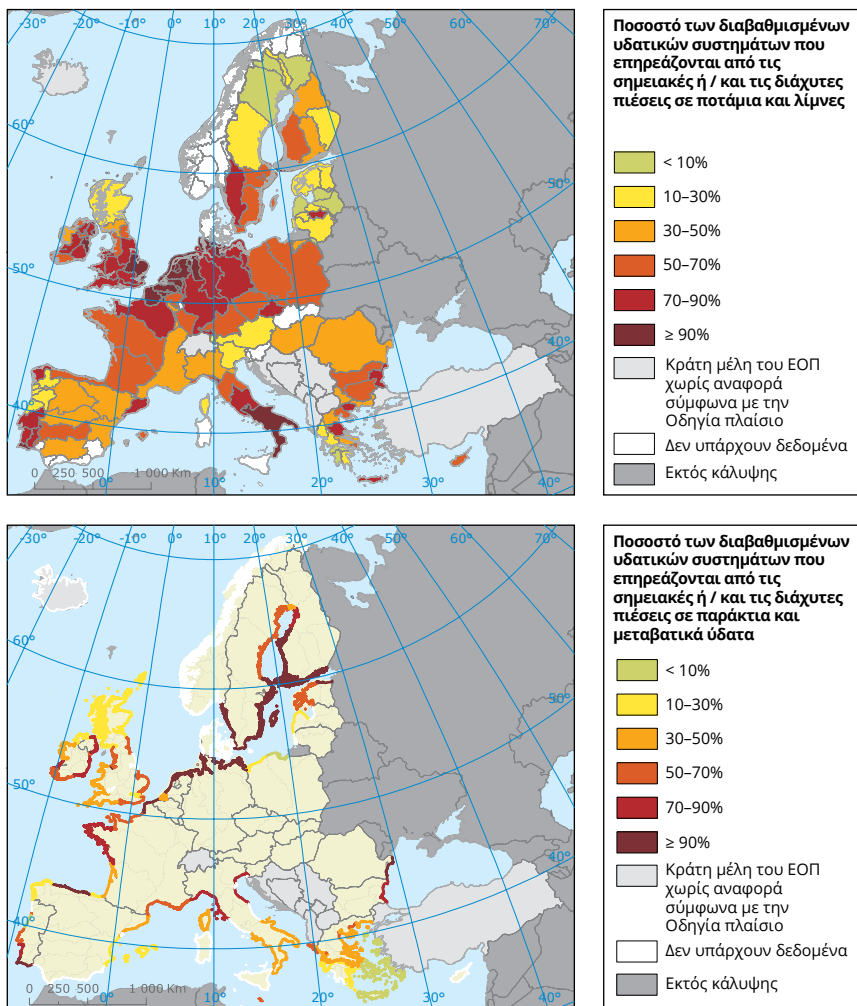 -30° -20° -10° 0° 10° 20° 30° 40° 50° 60° 70°
60°
50°
60°
50°
50°
40°
40°
0° 10° 20° 30° 40°
0 250 500 1 000 Km
Ποσοστό των διαβαθμισμένων
υδατικών συστημάτων που
επηρεάζονται από τις
σημειακές ή / και τις διάχυτες
πιέσεις σε ποτάμια και λίμνες
< 10%
10–30%
30–50%
50–70%
70–90%
≥ 90%
Κράτη μέλη του ΕΟΠ
χωρίς αναφορά
σύμφωνα με την
Οδηγία πλαίσιο
Δεν υπάρχουν δεδομένα
Εκτός κάλυψης
-30° -20° -10° 0° 10° 20° 30° 40° 50° 60° 70°
60°
50°
60°
50°
50°
40°
40°
0° 10° 20° 30° 40°
0 250 500 1 000 Km
Ποσοστό των διαβαθμισμένων
υδατικών συστημάτων που
επηρεάζονται από τις
σημειακές ή / και τις διάχυτες
πιέσεις σε παράκτια και
μεταβατικά ύδατα
< 10%
10–30%
30–50%
50–70%
70–90%
≥ 90%
Κράτη μέλη του ΕΟΠ
χωρίς αναφορά
σύμφωνα με την
Οδηγία πλαίσιο
Δεν υπάρχουν δεδομένα
Εκτός κάλυψης